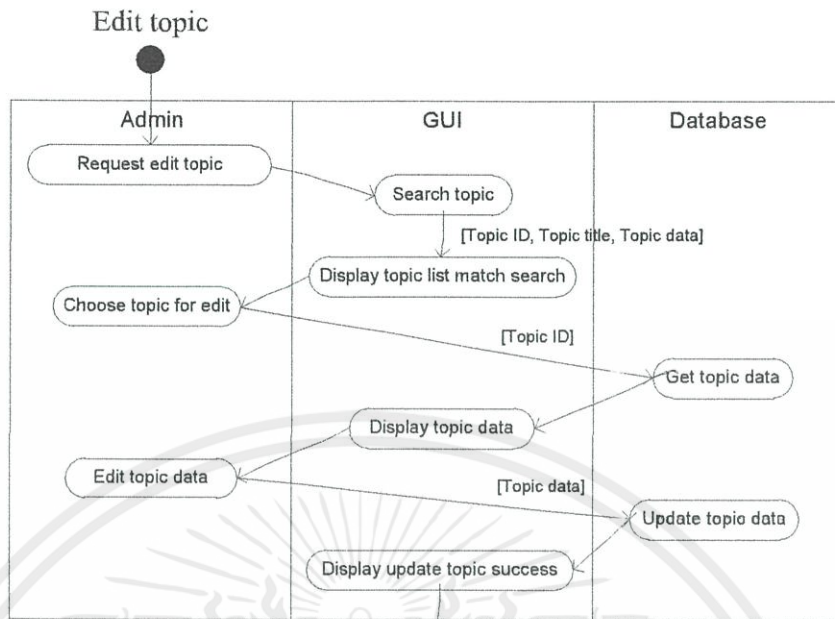 Edit topic
Admin
GUI
Database
Request edit topic
Search topic
[Topic ID, Topic title, Topic data]
Display topic list match search
Choose topic for edit
[Topic ID]
Get topic data
Display topic data
Edit topic data
[Topic data]
Update topio data
Display update topic success